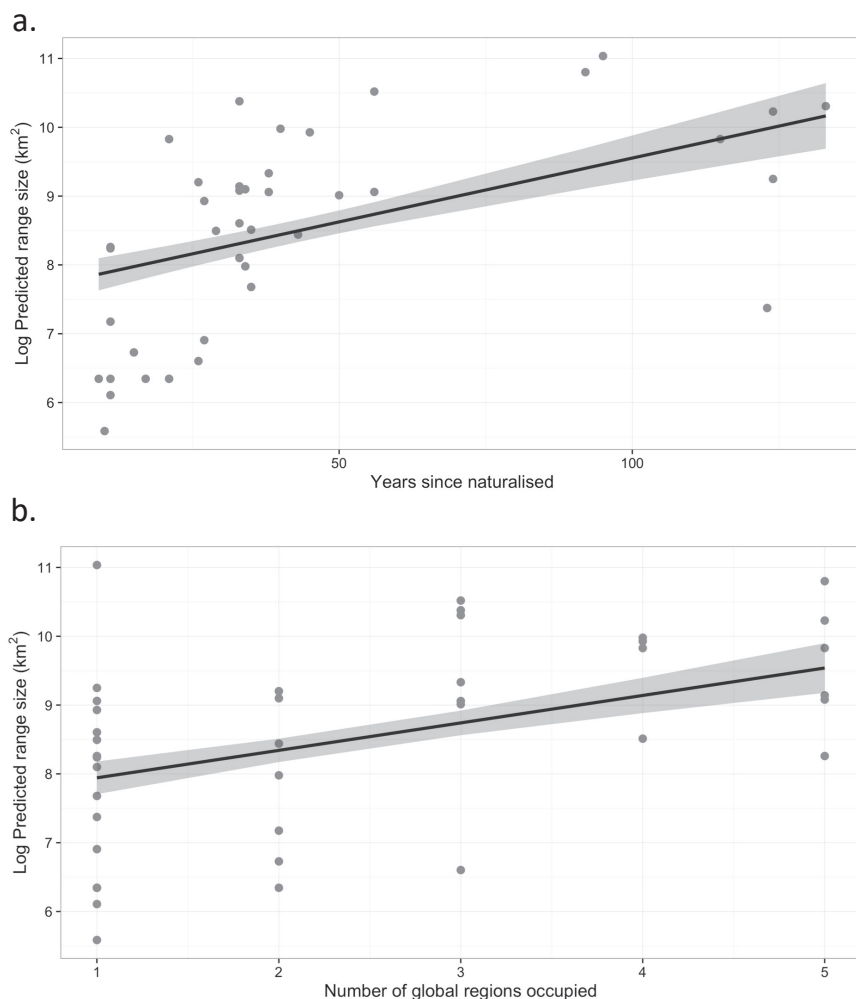 a.
11
10
9
8
7
6
Log Predicted range size (km²)
50 100
Years since naturalised
b.
11
10
9
8
7
6
Log Predicted range size (km²)
1 2 3 4 5
Number of global regions occupied